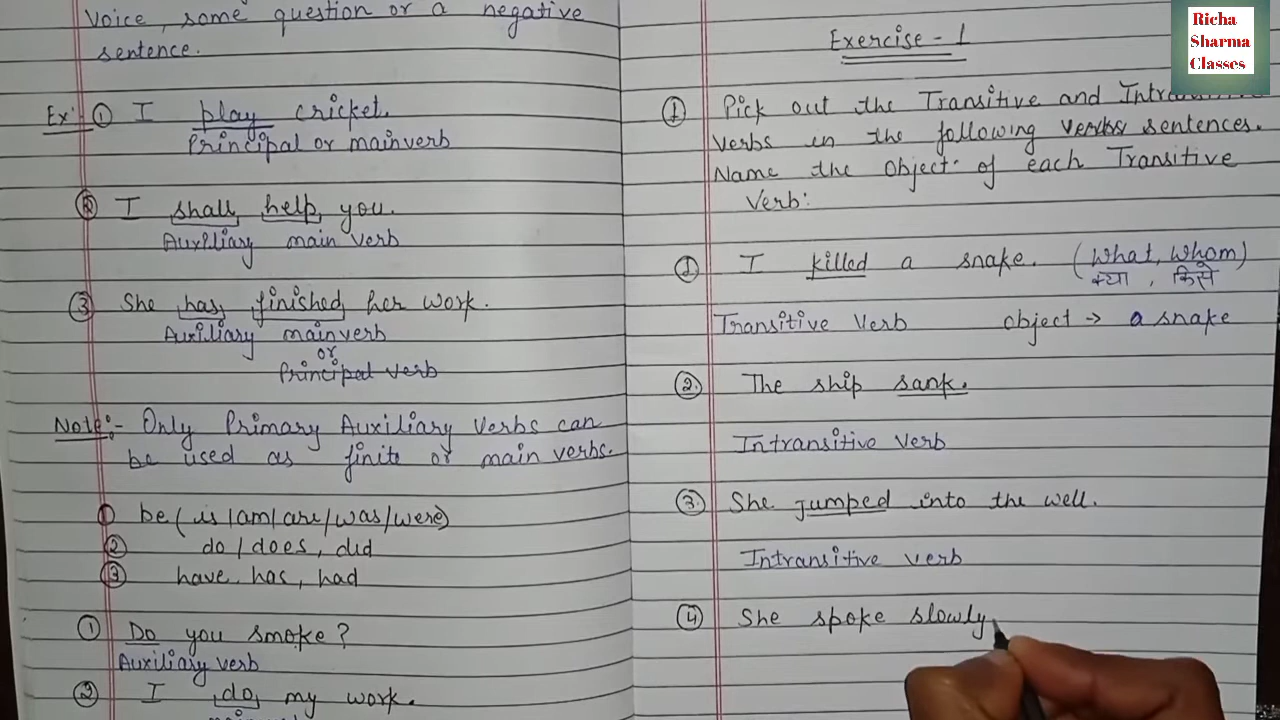 Voice, some question or a negative
sentence.
Ex: ① I play cricket.
Principal or main verb
② I shall help you.
Auxiliary main verb
③ She has finished her work.
Auxiliary main verb
or
Principal verb
Note:- Only Primary Auxiliary Verbs can
be used as finite or main verbs.
① be (is/am/are/was/were)
② do/does, did
③ have has, had
① Do you smoke?
Auxiliary verb
② I do my work.
Richa
Sharma
Classes
Exercise - 1
① Pick out the Transitive and
Verbs in the following verbs sentences.
Name the object of each Transitive
Verb:
① I killed a snake. (What, Whom)
क्या, किसे
Transitive Verb object → a snake
② The ship sank.
Intransitive Verb
③ She jumped into the well.
Intransitive verb
④ She spoke slowly